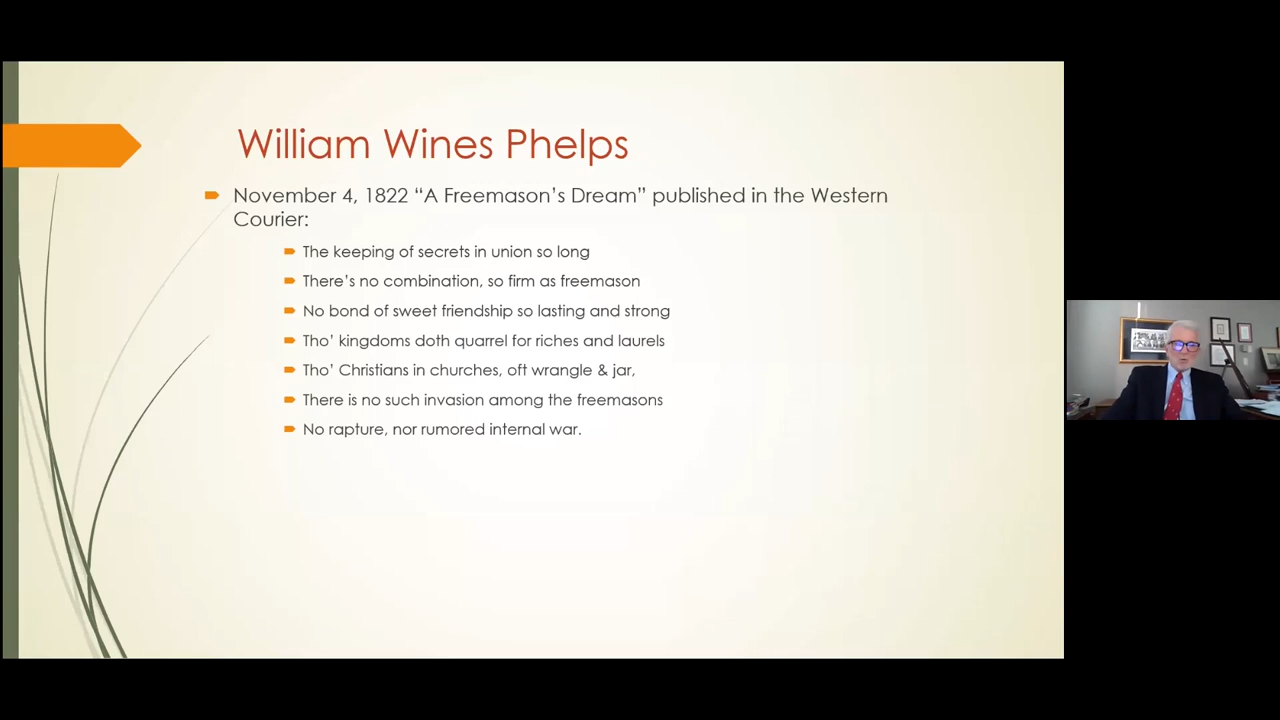 William Wines Phelps
November 4, 1822 “A Freemason’s Dream” published in the Western
Courier:
The keeping of secrets in union so long
There’s no combination, so firm as freemason
No bond of sweet friendship so lasting and strong
Tho’ kingdoms doth quarrel for riches and laurels
Tho’ Christians in churches, oft wrangle & jar,
There is no such invasion among the freemasons
No rapture, nor rumored internal war.